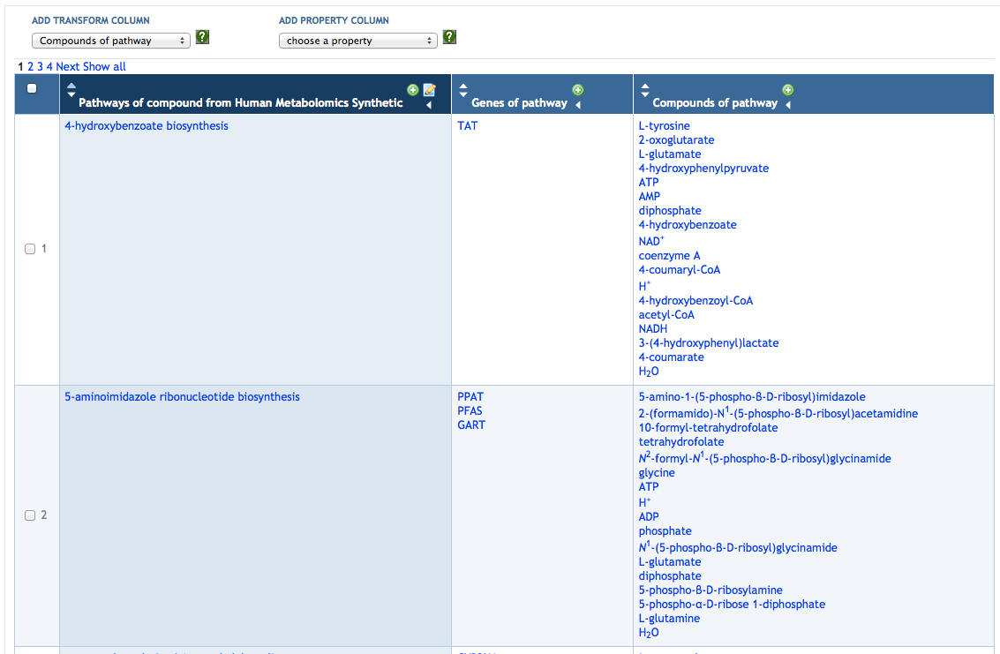 ADD TRANSFORM COLUMN
ADD PROPERTY COLUMN
Compounds of pathway
?
choose a property
?
1 2 3 4 Next Show all
Pathways of compound from Human Metabolomics Synthetic
Genes of pathway
Compounds of pathway
1
4-hydroxybenzoate biosynthesis
TAT
L-tyrosine
2-oxoglutarate
L-glutamate
4-hydroxyphenylpyruvate
ATP
AMP
diphosphate
4-hydroxybenzoate
NAD⁺
coenzyme A
4-coumaryl-CoA
H⁺
4-hydroxybenzoyl-CoA
acetyl-CoA
NADH
3-(4-hydroxyphenyl)lactate
4-coumarate
H₂O
2
5-aminoimidazole ribonucleotide biosynthesis
PPAT
PFAS
GART
5-amino-1-(5-phospho-β-D-ribosyl)imidazole
2-(formamido)-N¹-(5-phospho-β-D-ribosyl)acetamidine
10-formyl-tetrahydrofolate
tetrahydrofolate
N²-formyl-N¹-(5-phospho-β-D-ribosyl)glycinamide
glycine
ATP
H⁺
ADP
phosphate
N¹-(5-phospho-β-D-ribosyl)glycinamide
L-glutamate
diphosphate
5-phospho-β-D-ribosylamine
5-phospho-α-D-ribose 1-diphosphate
L-glutamine
H₂O